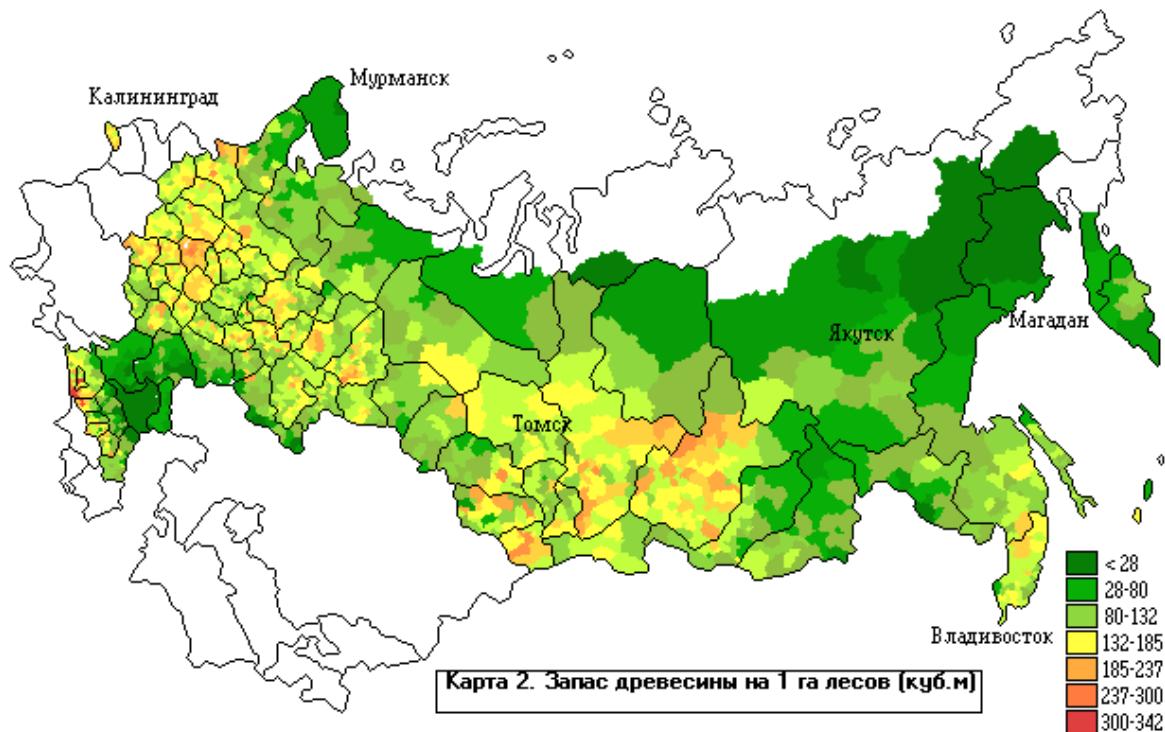 Мурманск
Калининград
Магадан
Якутск
Томск
< 28
28-80
80-132
132-185
185-237
237-300
300-342
Владивосток
Карта 2. Запас древесины на 1 га лесов (куб.м)